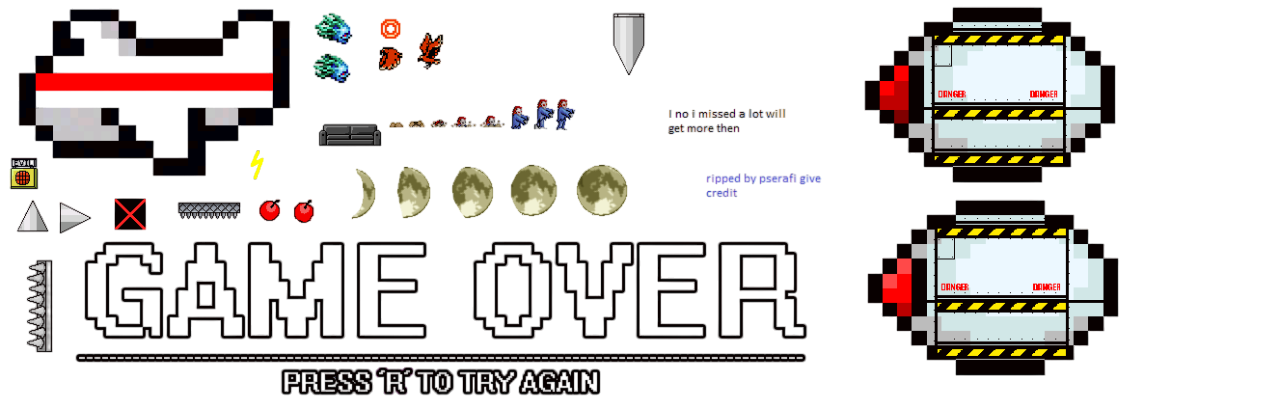 DANGER DANGER
I no i missed a lot will
get more then
EVIL
ripped by pserafi give
credit
GAME OVER
DANGER DANGER
PRESS 'R' TO TRY AGAIN